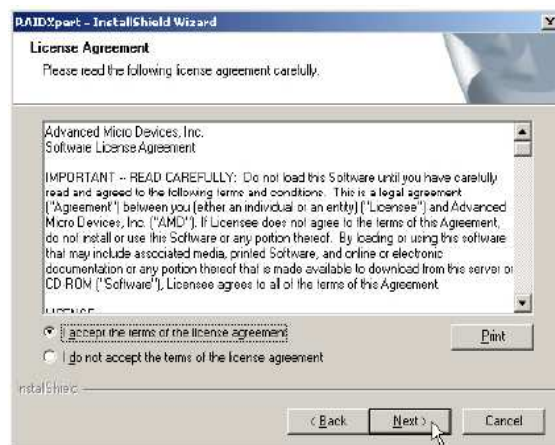 RAIDXpert - InstallShield Wizard
License Agreement
Please read the following license agreement carefully.
Advanced Micro Devices, Inc.
Software License Agreement
IMPORTANT -- READ CAREFULLY: Do not load this Software until you have carefully
read and agreed to the following terms and conditions. This is a legal agreement
("Agreement") between you (either an individual or an entity) ("Licensee") and Advanced
Micro Devices, Inc. ("AMD"). If Licensee does not agree to the terms of this Agreement,
do not install or use this Software or any portion thereof. By loading or using this software
that may include associated media, printed Software, and online or electronic
documentation or any portion thereof that is made available to download from this server or
CD ROM ("Software"), Licensee agrees to all of the terms of this Agreement
LICENSE
I accept the terms of the license agreement
Print
I do not accept the terms of the license agreement
InstallShield
< Back
Next >
Cancel